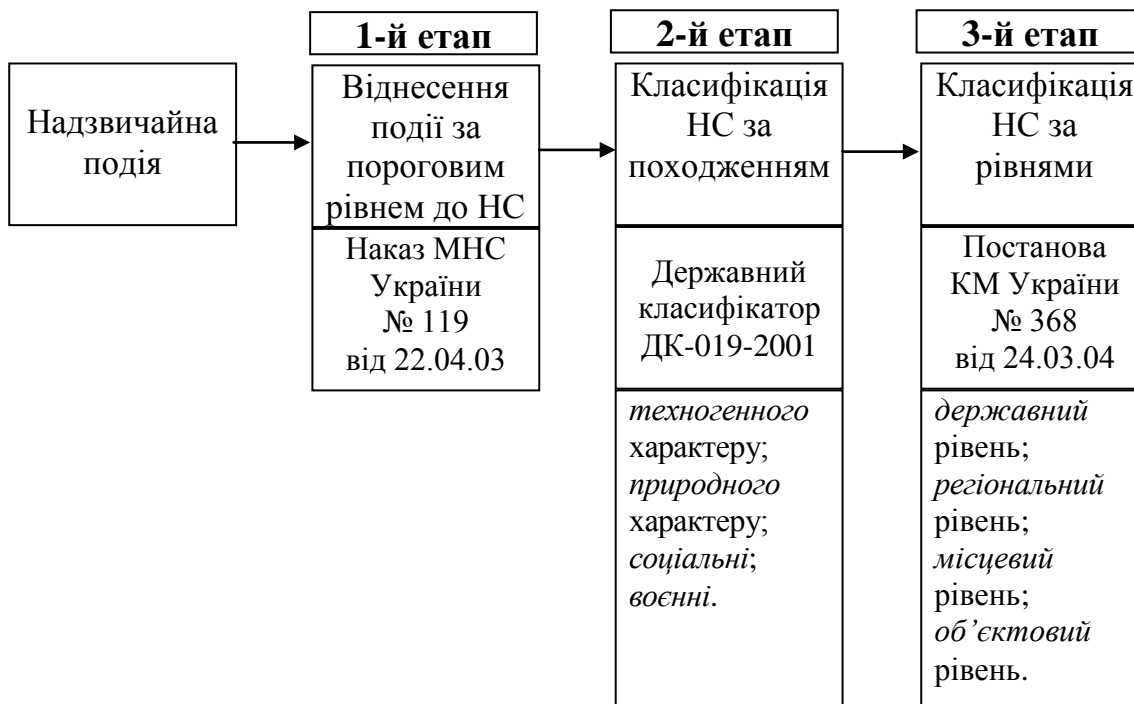 1-й етап
2-й етап
3-й етап
Надзвичайна
подія
Віднесення
події за
пороговим
рівнем до НС
Класифікація
НС за
походженням
Класифікація
НС за
рівнями
Наказ МНС
України
№ 119
від 22.04.03
Державний
класифікатор
ДК-019-2001
Постанова
КМ України
№ 368
від 24.03.04
техногенного
характеру;
природного
характеру;
соціальні;
воєнні.
державний
рівень;
регіональний
рівень;
місцевий
рівень;
об’єктовий
рівень.